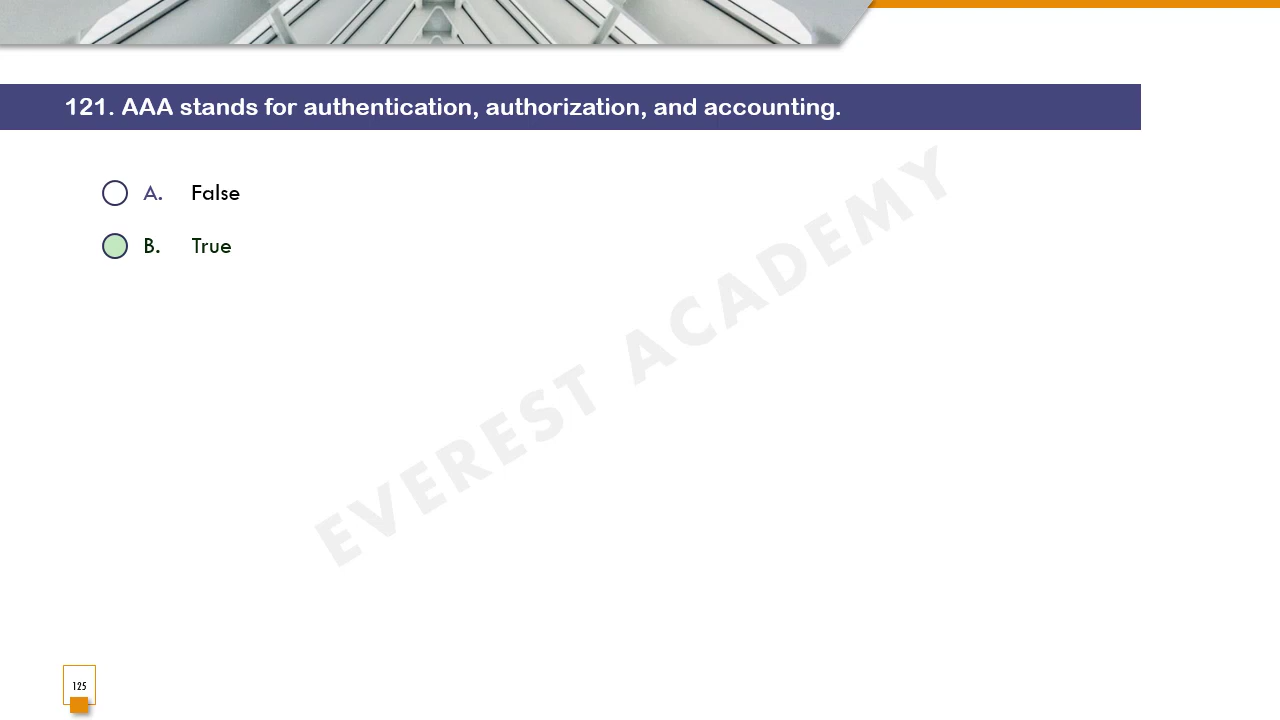 121. AAA stands for authentication, authorization, and accounting.
A. False
B. True
EVEREST ACADEMY
125